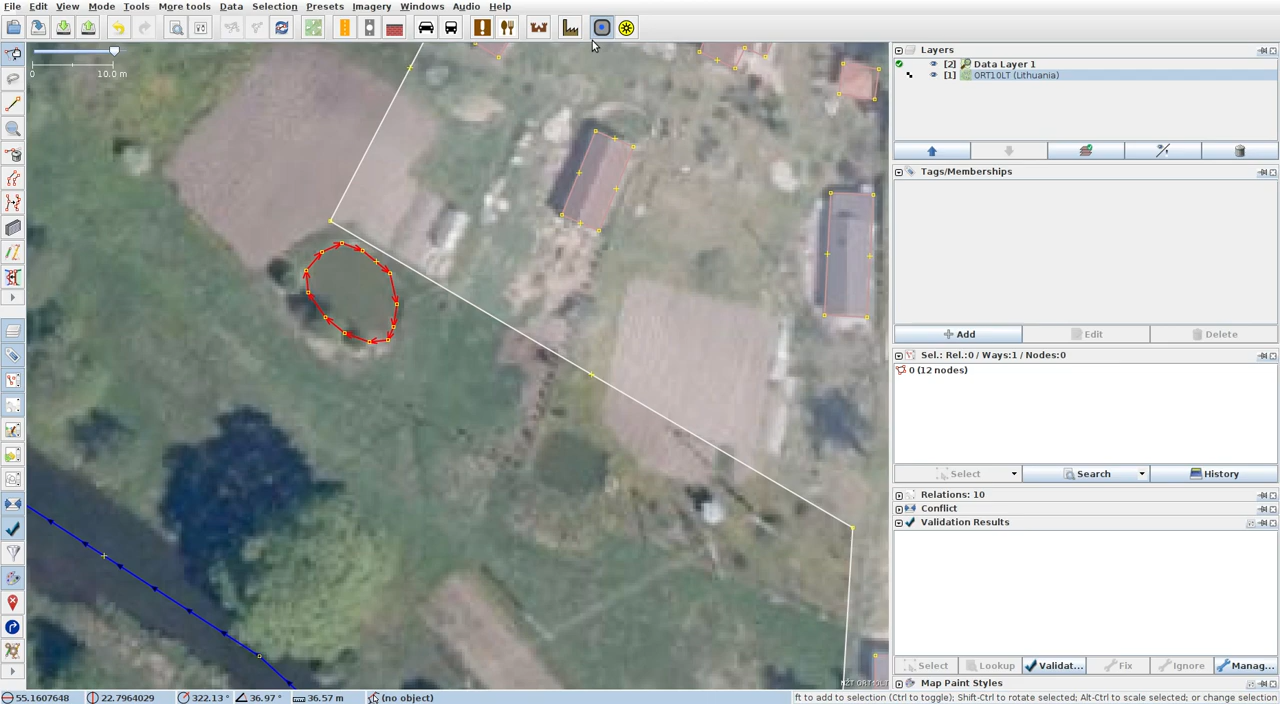 File Edit View Mode Tools More tools Data Selection Presets Imagery Windows Audio Help
0 10.0 m
Layers
[2] Data Layer 1
[1] ORT10LT (Lithuania)
Tags/Memberships
Add Edit Delete
Sel.: Rel.:0 / Ways:1 / Nodes:0
0 (12 nodes)
Select Search History
Relations: 10
Conflict
Validation Results
Select Lookup Validat... Fix Ignore Manag...
Map Paint Styles
NŽT ORT10LT
55.1607648 22.7964029 322.13 ° 36.97 ° 36.57 m (no object) ft to add to selection (Ctrl to toggle); Shift-Ctrl to rotate selected; Alt-Ctrl to scale selected; or change selection